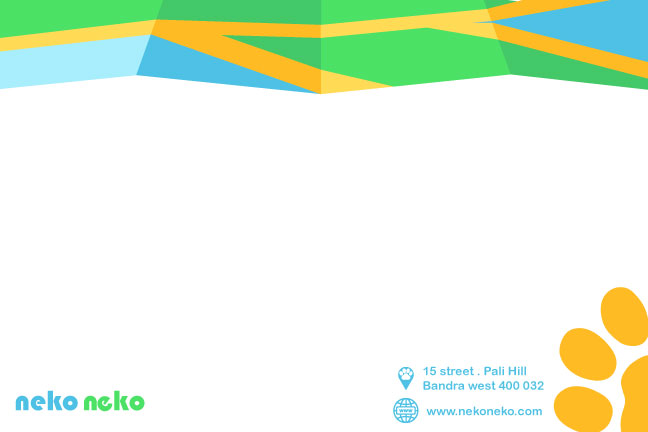 15 street . Pali Hill
Bandra west 400 032
neko neko
www
www.nekoneko.com